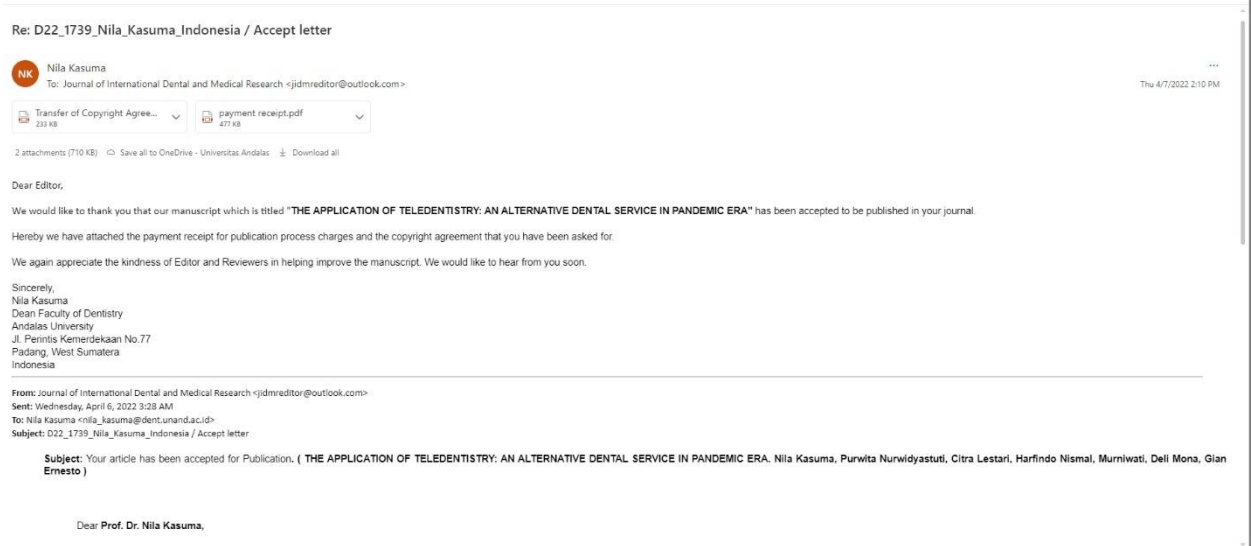 Re: D22_1739_Nila_Kasuma_Indonesia / Accept letter
NK
Nila Kasuma
To: Journal of International Dental and Medical Research <jidmreditor@outlook.com>
Thu 4/7/2022 2:10 PM
Transfer of Copyright Agree...
233 KB
payment receipt.pdf
477 KB
2 attachments (710 KB) Save all to OneDrive - Universitas Andalas Download all
Dear Editor,
We would like to thank you that our manuscript which is titled "THE APPLICATION OF TELEDENTISTRY: AN ALTERNATIVE DENTAL SERVICE IN PANDEMIC ERA" has been accepted to be published in your journal.
Hereby we have attached the payment receipt for publication process charges and the copyright agreement that you have been asked for.
We again appreciate the kindness of Editor and Reviewers in helping improve the manuscript. We would like to hear from you soon.
Sincerely,
Nila Kasuma
Dean Faculty of Dentistry
Andalas University
Jl. Perintis Kemerdekaan No.77
Padang, West Sumatera
Indonesia
From: Journal of International Dental and Medical Research <jidmreditor@outlook.com>
Sent: Wednesday, April 6, 2022 3:28 AM
To: Nila Kasuma <nila_kasuma@dent.unand.ac.id>
Subject: D22_1739_Nila_Kasuma_Indonesia / Accept letter
Subject: Your article has been accepted for Publication. ( THE APPLICATION OF TELEDENTISTRY: AN ALTERNATIVE DENTAL SERVICE IN PANDEMIC ERA. Nila Kasuma, Purwita Nurwidyastuti, Citra Lestari, Harfindo Nismal, Murniwati, Deli Mona, Gian
Ernesto )
Dear Prof. Dr. Nila Kasuma,